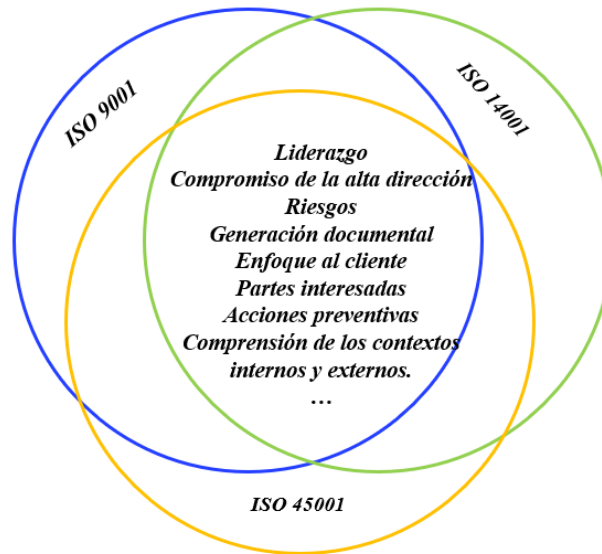 ISO 9001
ISO 14001
Liderazgo
Compromiso de la alta dirección
Riesgos
Generación documental
Enfoque al cliente
Partes interesadas
Acciones preventivas
Comprensión de los contextos
internos y externos.
...
ISO 45001